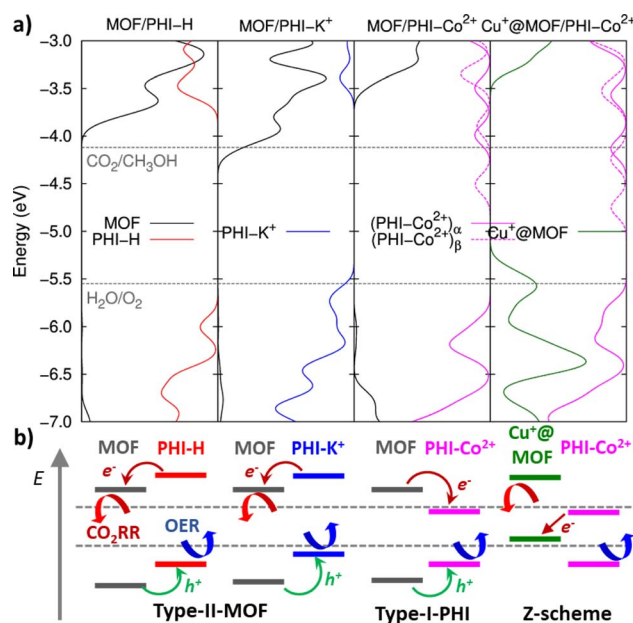 a)
MOF/PHI–H MOF/PHI–K⁺ MOF/PHI–Co²⁺ Cu⁺@MOF/PHI–Co²⁺
Energy (eV)
−3.0
−3.5
−4.0
CO₂/CH₃OH
−4.5
MOF
PHI–H
PHI–K⁺
(PHI–Co²⁺)α
(PHI–Co²⁺)β
Cu⁺@MOF
−5.0
−5.5
H₂O/O₂
−6.0
−6.5
−7.0
b)
E
MOF PHI-H MOF PHI-K⁺ MOF PHI-Co²⁺ Cu⁺@ PHI-Co²⁺
MOF
e⁻ e⁻ e⁻ e⁻
CO₂RR OER
h⁺ h⁺ h⁺
Type-II-MOF Type-I-PHI Z-scheme